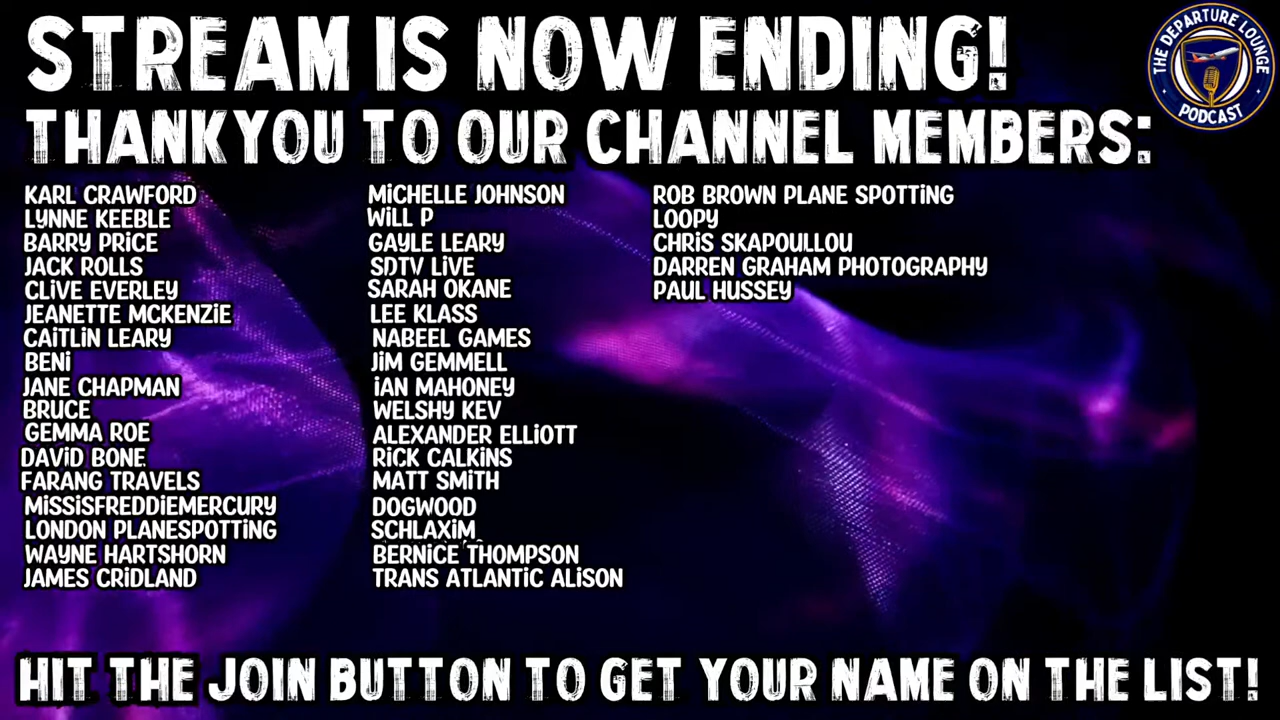 STREAM IS NOW ENDING!
THE DEPARTURE LOUNGE
PODCAST
THANKYOU TO OUR CHANNEL MEMBERS:
KARL CRAWFORD
LYNNE KEEBLE
BARRY PRiCE
JACK ROLLS
CLiVE EVERLEY
JEANETTE MCKENZiE
CAiTLiN LEARY
BENi
JANE CHAPMAN
BRUCE
GEMMA ROE
DAViD BONE
FARANG TRAVELS
MiSSiSFREDDiEMERCURY
LONDON PLANESPOTTiNG
WAYNE HARTSHORN
JAMES CRiDLAND
MiCHELLE JOHNSON
WiLL P
GAYLE LEARY
SDTV LiVE
SARAH OKANE
LEE KLASS
NABEEL GAMES
JiM GEMMELL
iAN MAHONEY
WELSHY KEV
ALEXANDER ELLiOTT
RiCK CALKiNS
MATT SMiTH
DOGWOOD
SCHLAXiM
BERNiCE THOMPSON
TRANS ATLANTiC ALiSON
ROB BROWN PLANE SPOTTiNG
LOOPY
CHRiS SKAPOULLOU
DARREN GRAHAM PHOTOGRAPHY
PAUL HUSSEY
HIT THE JOIN BUTTON TO GET YOUR NAME ON THE LIST!